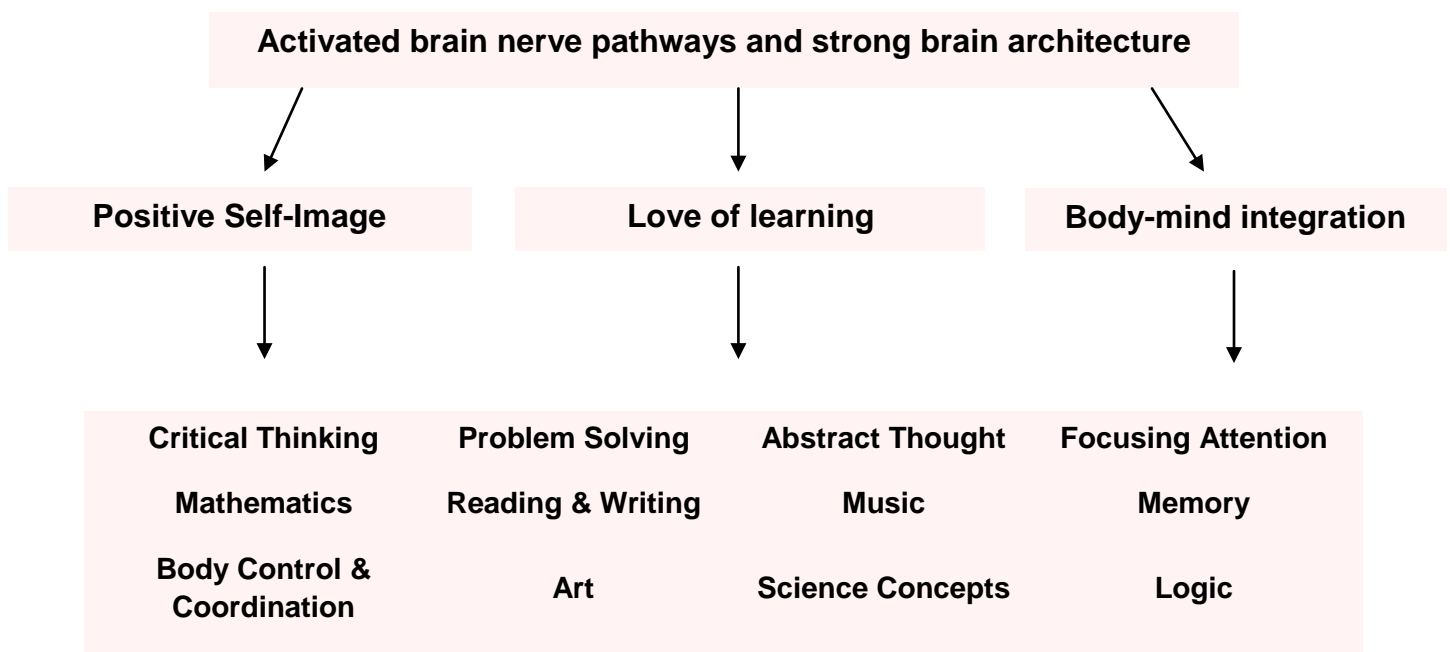 Activated brain nerve pathways and strong brain architecture
Positive Self-Image
Love of learning
Body-mind integration
Critical Thinking
Problem Solving
Abstract Thought
Focusing Attention
Mathematics
Reading & Writing
Music
Memory
Body Control &
Coordination
Art
Science Concepts
Logic